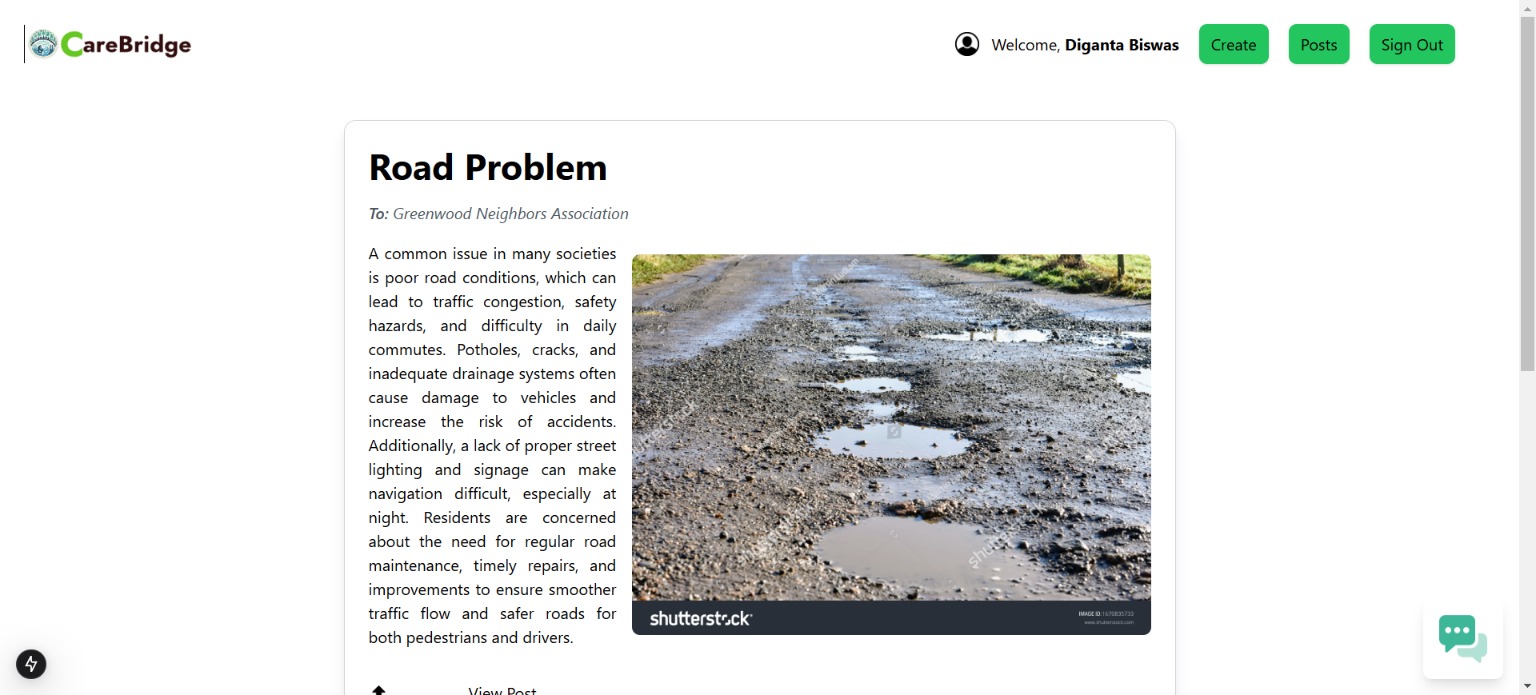 CareBridge
Welcome, Diganta Biswas
Create
Posts
Sign Out
Road Problem
To: Greenwood Neighbors Association
A common issue in many societies
is poor road conditions, which can
lead to traffic congestion, safety
hazards, and difficulty in daily
commutes. Potholes, cracks, and
inadequate drainage systems often
cause damage to vehicles and
increase the risk of accidents.
Additionally, a lack of proper street
lighting and signage can make
navigation difficult, especially at
night. Residents are concerned
about the need for regular road
maintenance, timely repairs, and
improvements to ensure smoother
traffic flow and safer roads for
both pedestrians and drivers.
shutterstock
IMAGE ID: 1670835733
www.shutterstock.com
View Post